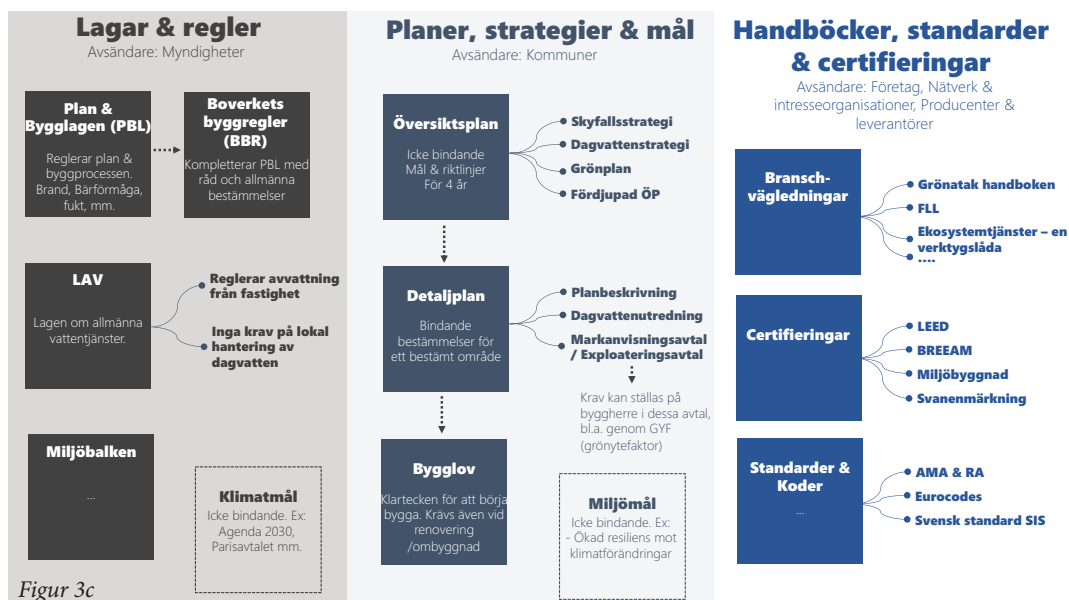 Lagar & regler
Avsändare: Myndigheter
Plan &
Bygglagen (PBL)
Reglerar plan &
byggprocessen.
Brand, Bärförmåga,
fukt, mm.
Boverkets
byggregler
(BBR)
Kompletterar PBL med
råd och allmänna
bestämmelser
LAV
Lagen om allmänna
vattentjänster.
Reglerar avvattning
från fastighet
Inga krav på lokal
hantering av
dagvatten
Miljöbalken
...
Klimatmål
Icke bindande. Ex:
Agenda 2030,
Parisavtalet mm.
Figur 3c
Planer, strategier & mål
Avsändare: Kommuner
Översiktsplan
Icke bindande
Mål & riktlinjer
För 4 år
Skyfallsstrategi
Dagvattenstrategi
Grönplan
Fördjupad ÖP
Detaljplan
Bindande
bestämmelser för
ett bestämt område
Planbeskrivning
Dagvattenutredning
Markanvisningsavtal
/ Exploateringsavtal
Krav kan ställas på
byggherre i dessa avtal,
bl.a. genom GYF
(grönytefaktor)
Bygglov
Klartecken för att börja
bygga. Krävs även vid
renovering
/ombyggnad
Miljömål
Icke bindande. Ex:
- Ökad resiliens mot
klimatförändringar
Handböcker, standarder
& certifieringar
Avsändare: Företag, Nätverk &
intresseorganisationer, Producenter &
leverantörer
Bransch-
vägledningar
Grönatak handboken
FLL
Ekosystemtjänster – en
verktygslåda
....
Certifieringar
LEED
BREEAM
Miljöbyggnad
Svanenmärkning
Standarder &
Koder
...
AMA & RA
Eurocodes
Svensk standard SIS